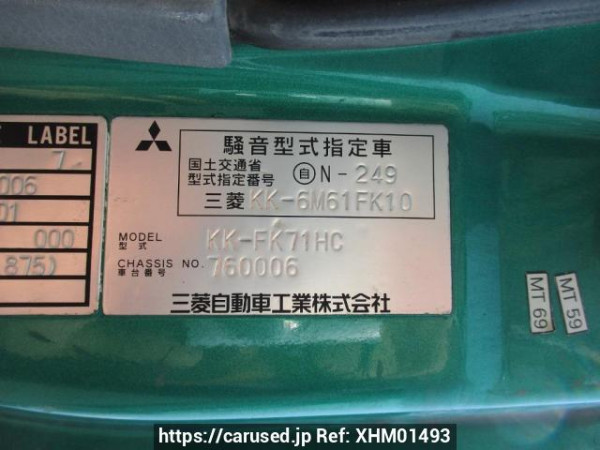 E LABEL
7
006
01
000
875)
騒音型式指定車
国土交通省
型式指定番号 自 N-249
三菱 KK-6M61FK10
MODEL
型式 KK-FK71HC
CHASSIS NO.
車台番号 760006
三菱自動車工業株式会社
MT 69
MT 59
https://carused.jp Ref: XHM01493